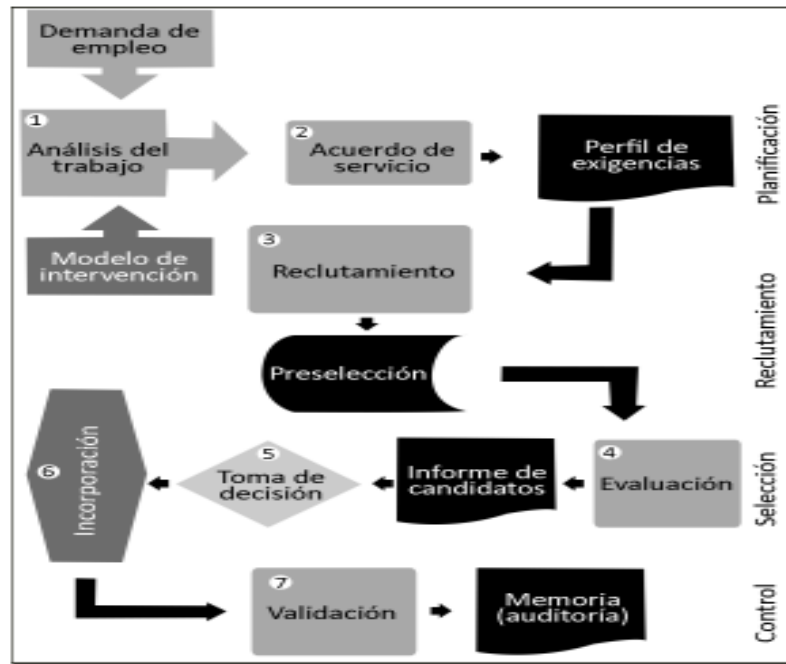 Demanda de
empleo
1
Análisis del
trabajo
2
Acuerdo de
servicio
Perfil de
exigencias
Planificación
Modelo de
intervención
3
Reclutamiento
Reclutamiento
Preselección
4
Evaluación
Informe de
candidatos
5
Toma de
decisión
6
Incorporación
Selección
7
Validación
Memoria
(auditoría)
Control